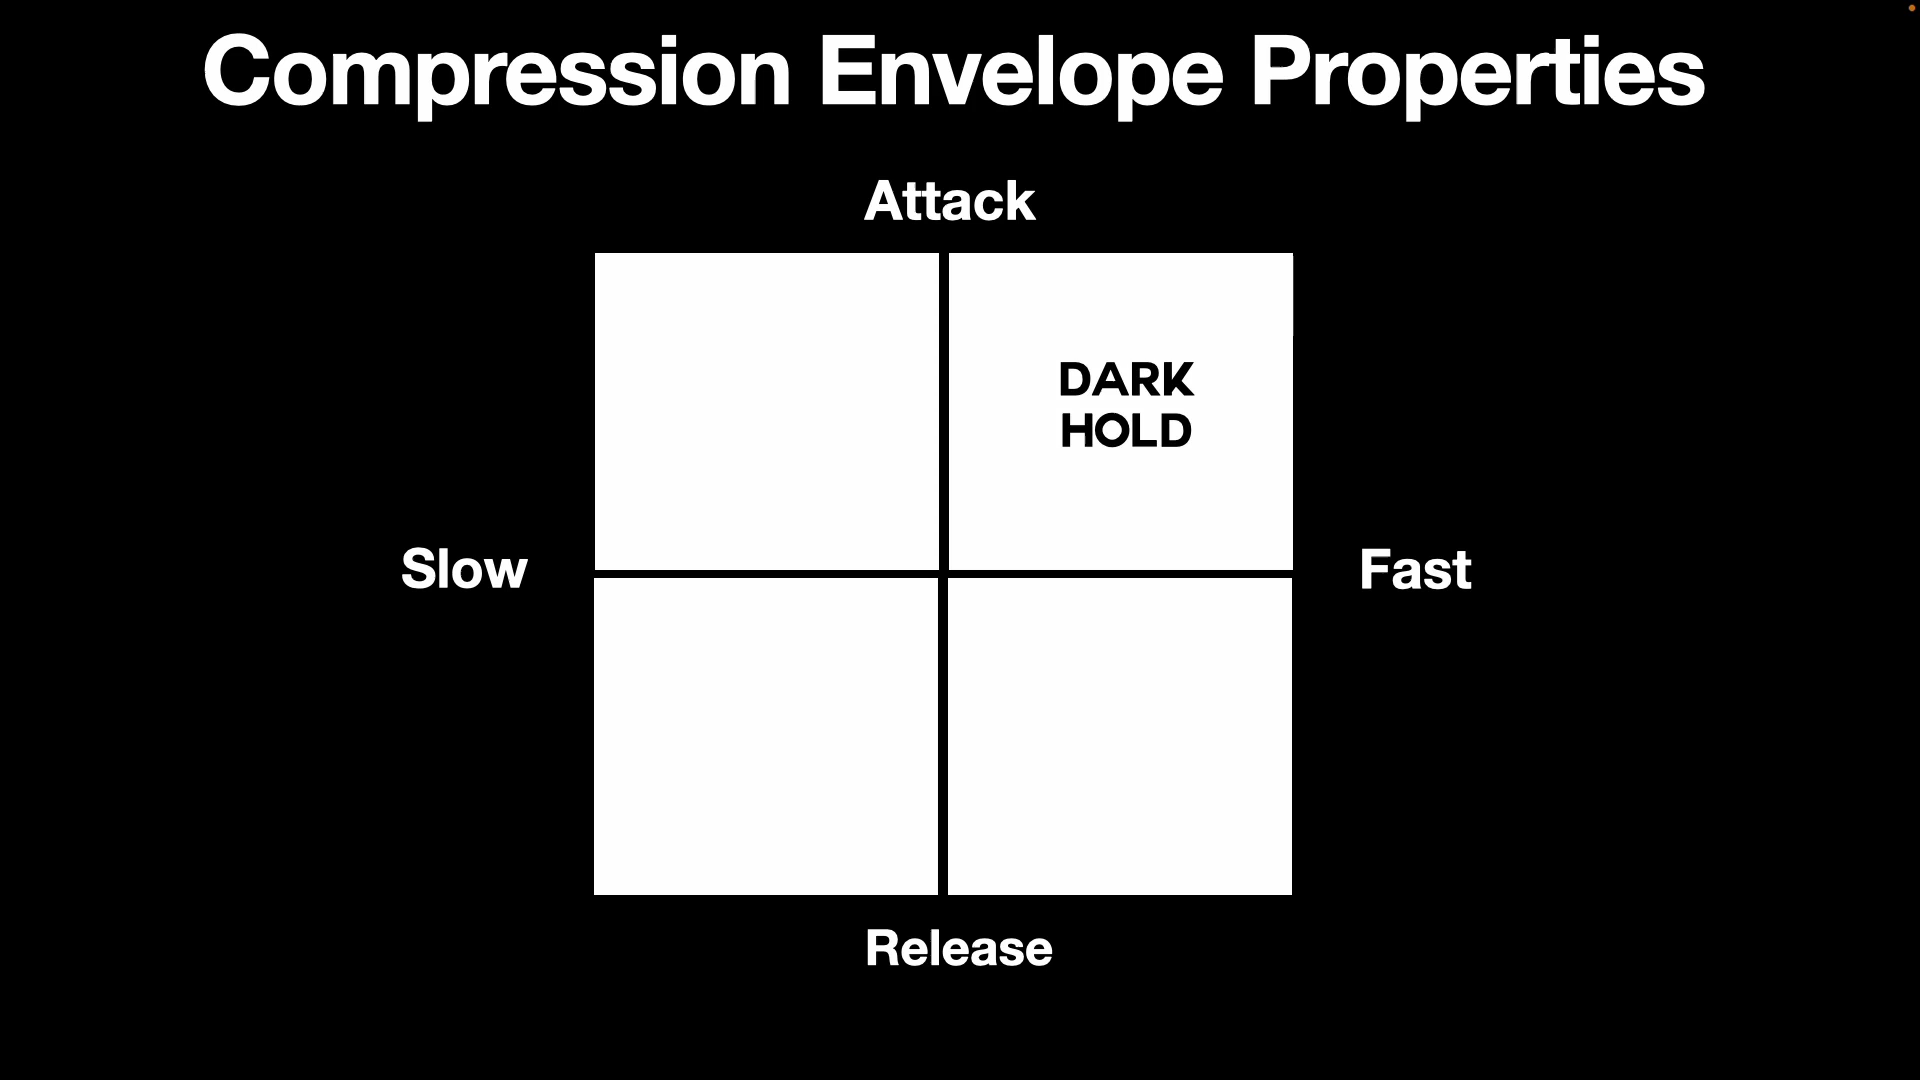 Compression Envelope Properties
Attack
DARK
HOLD
Slow
Fast
Release